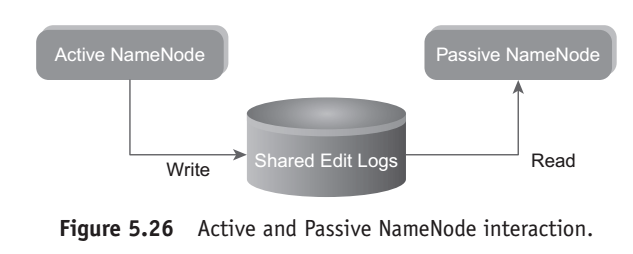 Active NameNode
Passive NameNode
Shared Edit Logs
Write
Read
Figure 5.26 Active and Passive NameNode interaction.